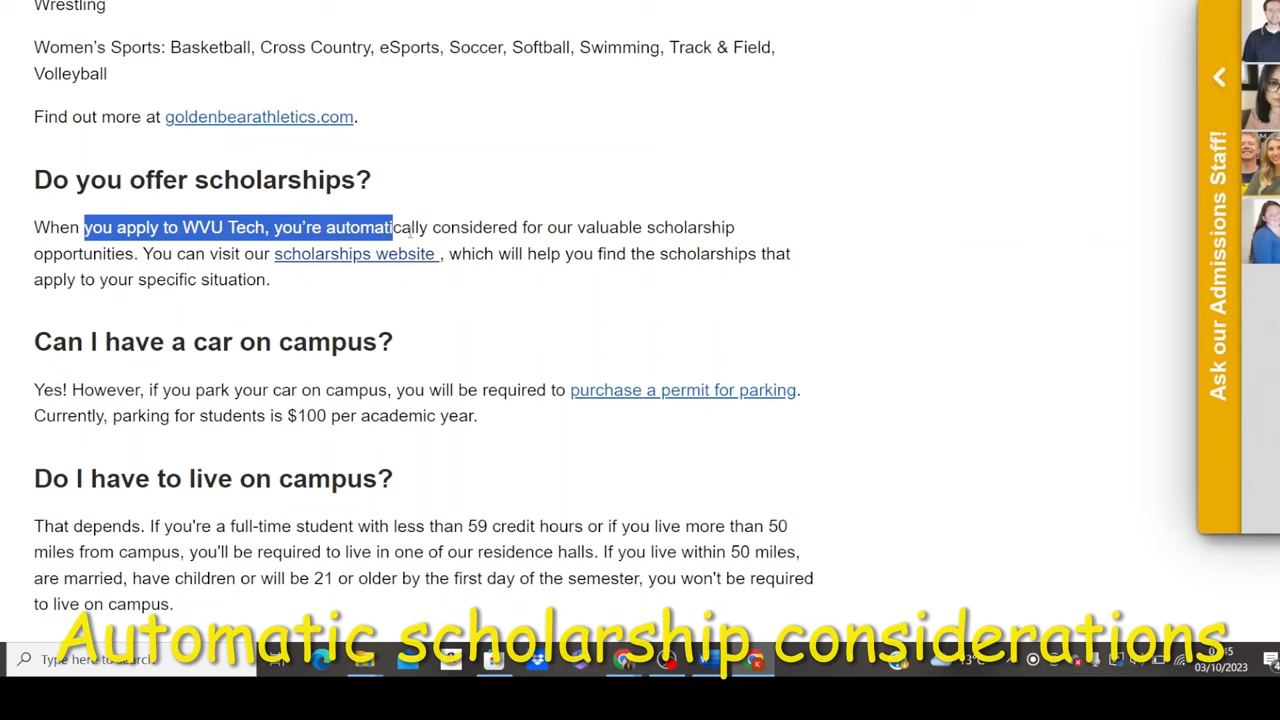 Wrestling
Women’s Sports: Basketball, Cross Country, eSports, Soccer, Softball, Swimming, Track & Field,
Volleyball
Find out more at goldenbearathletics.com.
Do you offer scholarships?
When you apply to WVU Tech, you’re automatically considered for our valuable scholarship
opportunities. You can visit our scholarships website , which will help you find the scholarships that
apply to your specific situation.
Can I have a car on campus?
Yes! However, if you park your car on campus, you will be required to purchase a permit for parking.
Currently, parking for students is $100 per academic year.
Do I have to live on campus?
That depends. If you're a full-time student with less than 59 credit hours or if you live more than 50
miles from campus, you'll be required to live in one of our residence halls. If you live within 50 miles,
are married, have children or will be 21 or older by the first day of the semester, you won't be required
to live on campus.
Ask our Admissions Staff!
Automatic scholarship considerations
Type here to search
03/10/2023